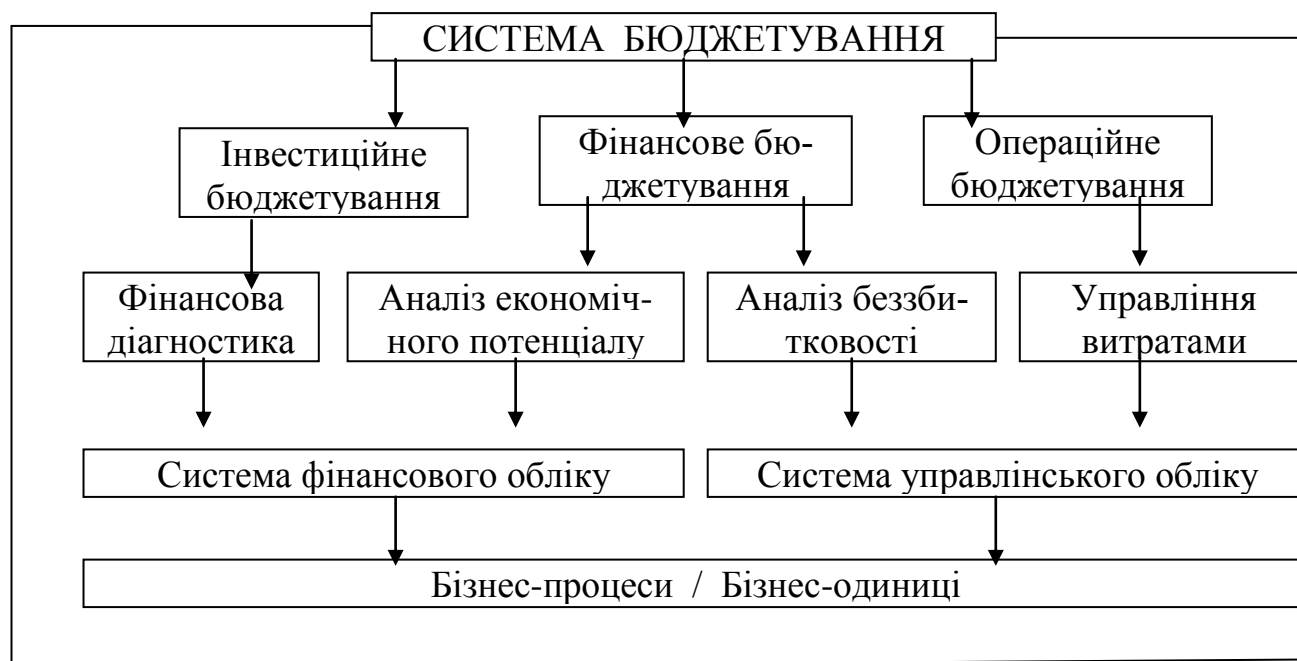 СИСТЕМА БЮДЖЕТУВАННЯ
Інвестиційне
бюджетування
Фінансове бю-
джетування
Операційне
бюджетування
Фінансова
діагностика
Аналіз економіч-
ного потенціалу
Аналіз беззби-
тковості
Управління
витратами
Система фінансового обліку
Система управлінського обліку
Бізнес-процеси / Бізнес-одиниці